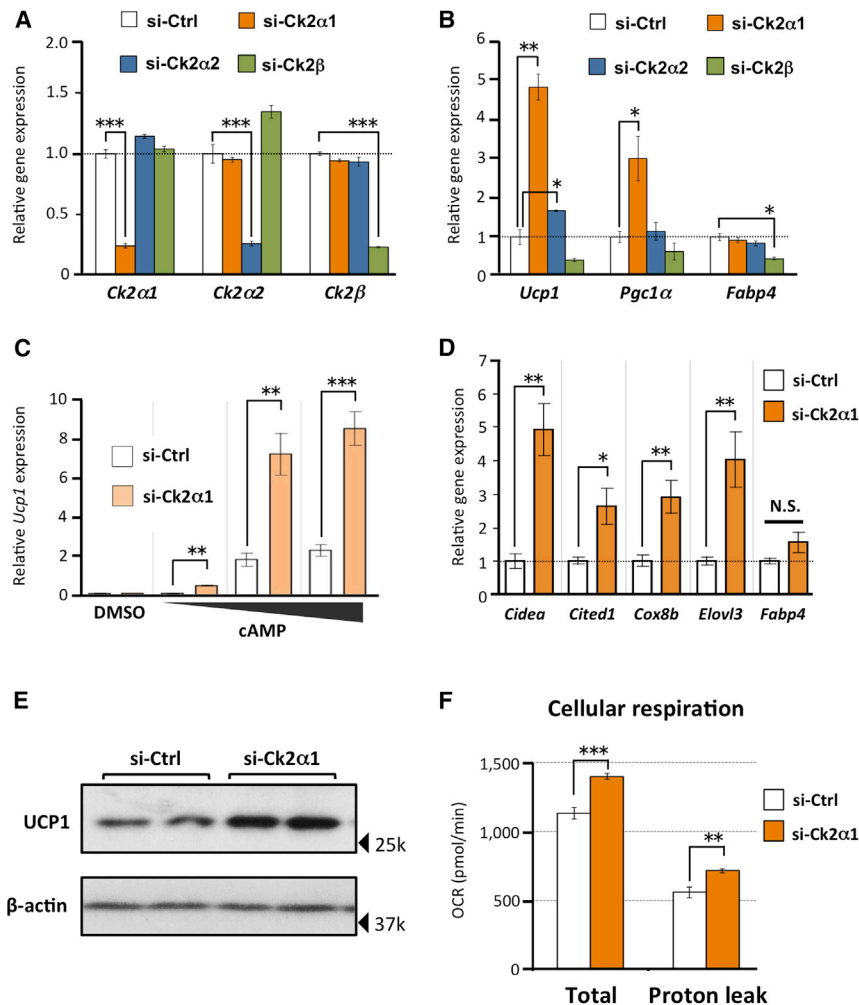 A
si-Ctrl si-Ck2α1
si-Ck2α2 si-Ck2β
Relative gene expression
2.0
1.5
1.0
0.5
0
***
***
***
Ck2α1 Ck2α2 Ck2β
B
si-Ctrl si-Ck2α1
si-Ck2α2 si-Ck2β
Relative gene expression
6
5
4
3
2
1
0
**
*
*
*
Ucp1 Pgc1α Fabp4
C
Relative Ucp1 expression
10
8
6
4
2
0
si-Ctrl
si-Ck2α1
**
**
***
DMSO
cAMP
D
Relative gene expression
7
6
5
4
3
2
1
0
si-Ctrl
si-Ck2α1
**
*
**
**
N.S.
Cidea Cited1 Cox8b Elovl3 Fabp4
E
si-Ctrl si-Ck2α1
UCP1
25k
β-actin
37k
F
Cellular respiration
OCR (pmol/min)
1,500
1,000
500
0
***
**
si-Ctrl
si-Ck2α1
Total Proton leak